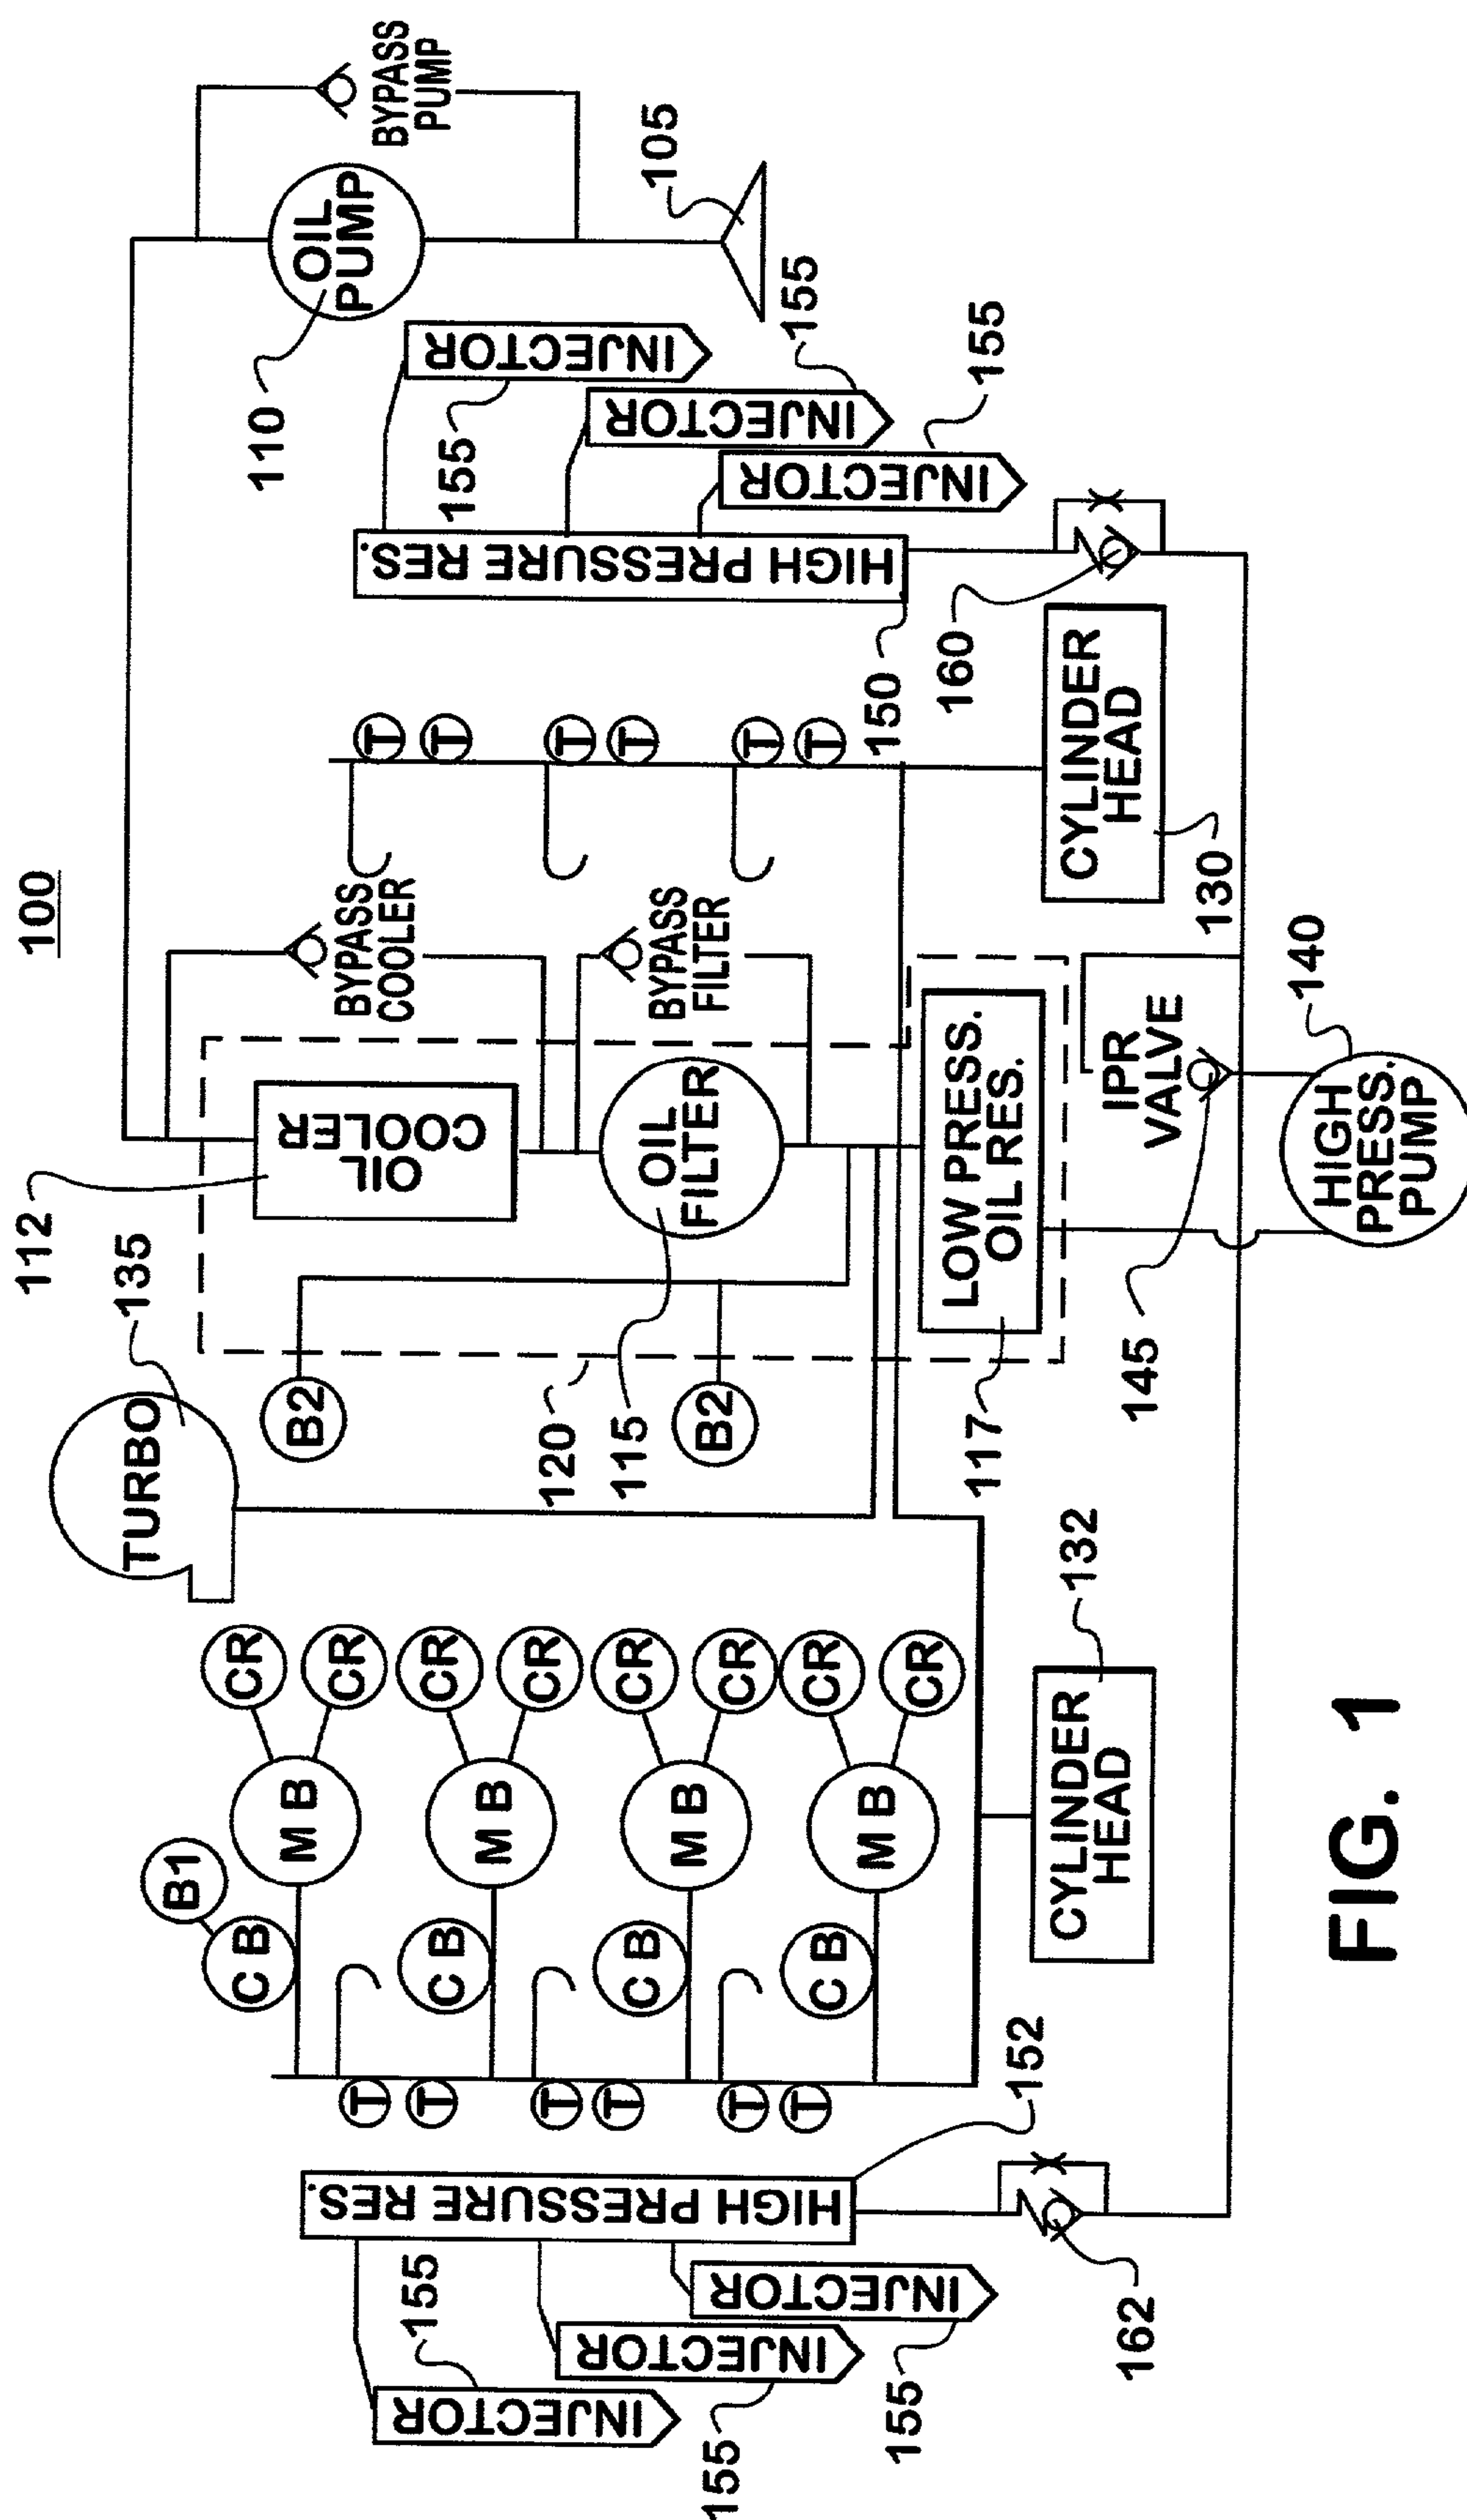 100
112
135
TURBO
OIL
COOLER
BYPASS
COOLER
OIL
FILTER
BYPASS
FILTER
B2
B2
120
115
117
LOW PRESS.
OIL RES.
110
OIL
PUMP
BYPASS
PUMP
105
INJECTOR
INJECTOR
INJECTOR
155
155
155
HIGH PRESSURE RES.
150
160
T
T
T
T
T
T
CYLINDER
HEAD
130
IPR
VALVE
145
140
HIGH
PRESS.
PUMP
CR
CR
CR
CR
CR
CR
CR
CR
M B
M B
M B
M B
B1
C B
C B
C B
C B
T
T
T
T
T
T
CYLINDER
HEAD
132
152
HIGH PRESSURE RES.
162
INJECTOR
INJECTOR
INJECTOR
155
155
155
FIG. 1